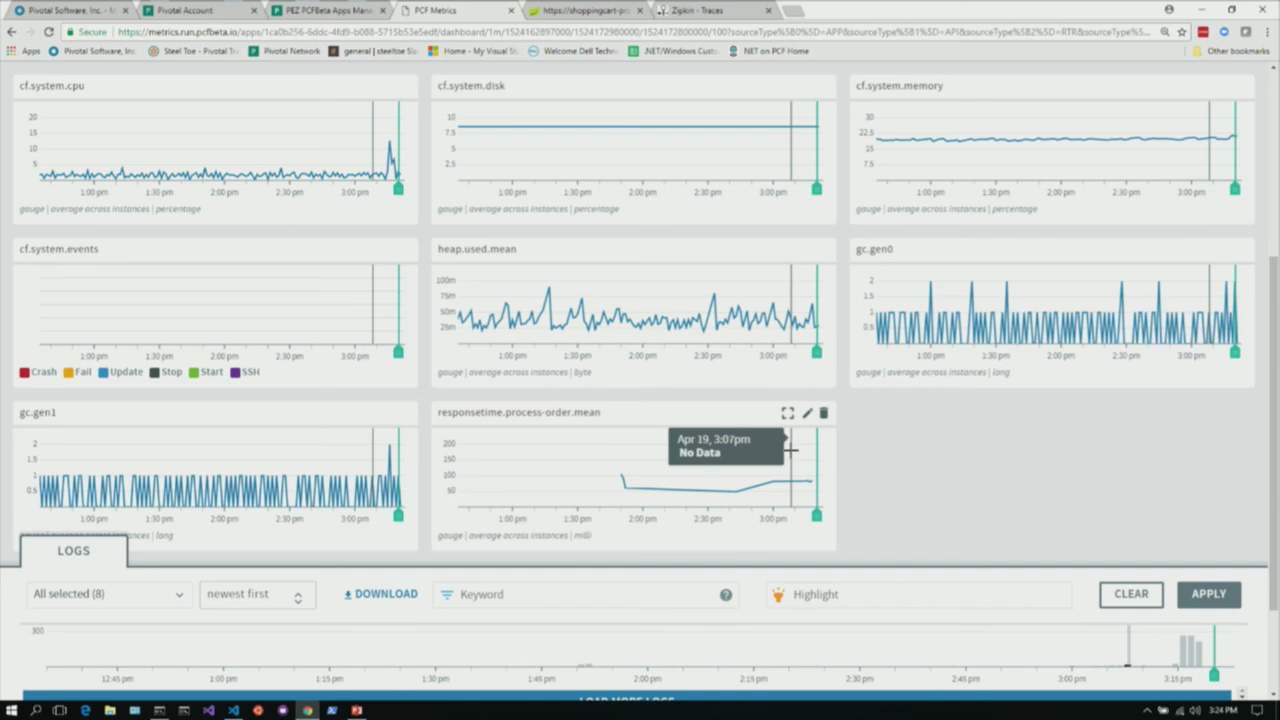 Pivotal Software, Inc. - M
Pivotal Account
PEZ PCFBeta Apps Mana
PCF Metrics
https://shoppingcart-pr
Zipkin - Traces
Secure
Apps
Pivotal Software, Inc.
Steel Toe - Pivotal Tr
Pivotal Network
general | steeltoe Slac
Home - My Visual St
Welcome Dell Techn
.NET/Windows Custo
.NET on PCF Home
Other bookmarks
cf.system.cpu
20
15
10
5
1:00 pm 1:30 pm 2:00 pm 2:30 pm 3:00 pm
gauge | average across instances | percentage
cf.system.disk
10
7.5
5
2.5
1:00 pm 1:30 pm 2:00 pm 2:30 pm 3:00 pm
gauge | average across instances | percentage
cf.system.memory
30
22.5
15
7.5
1:00 pm 1:30 pm 2:00 pm 2:30 pm 3:00 pm
gauge | average across instances | percentage
cf.system.events
1:00 pm 1:30 pm 2:00 pm 2:30 pm 3:00 pm
Crash Fail Update Stop Start SSH
heap.used.mean
100m
75m
50m
25m
1:00 pm 1:30 pm 2:00 pm 2:30 pm 3:00 pm
gauge | average across instances | byte
gc.gen0
2
1.5
1
0.5
1:00 pm 1:30 pm 2:00 pm 2:30 pm 3:00 pm
gauge | average across instances | long
gc.gen1
2
1.5
1
0.5
1:00 pm 1:30 pm 2:00 pm 2:30 pm 3:00 pm
instances | long
responsetime.process-order.mean
Apr 19, 3:07pm
No Data
200
150
100
50
1:00 pm 1:30 pm 2:00 pm 2:30 pm 3:00 pm
gauge | average across instances | milli
LOGS
All selected (8)
newest first
DOWNLOAD
Keyword
?
Highlight
CLEAR
APPLY
300
12:45 pm 1:00 pm 1:15 pm 1:30 pm 1:45 pm 2:00 pm 2:15 pm 2:30 pm 2:45 pm 3:00 pm 3:15 pm
LOAD MORE LOGS
3:24 PM